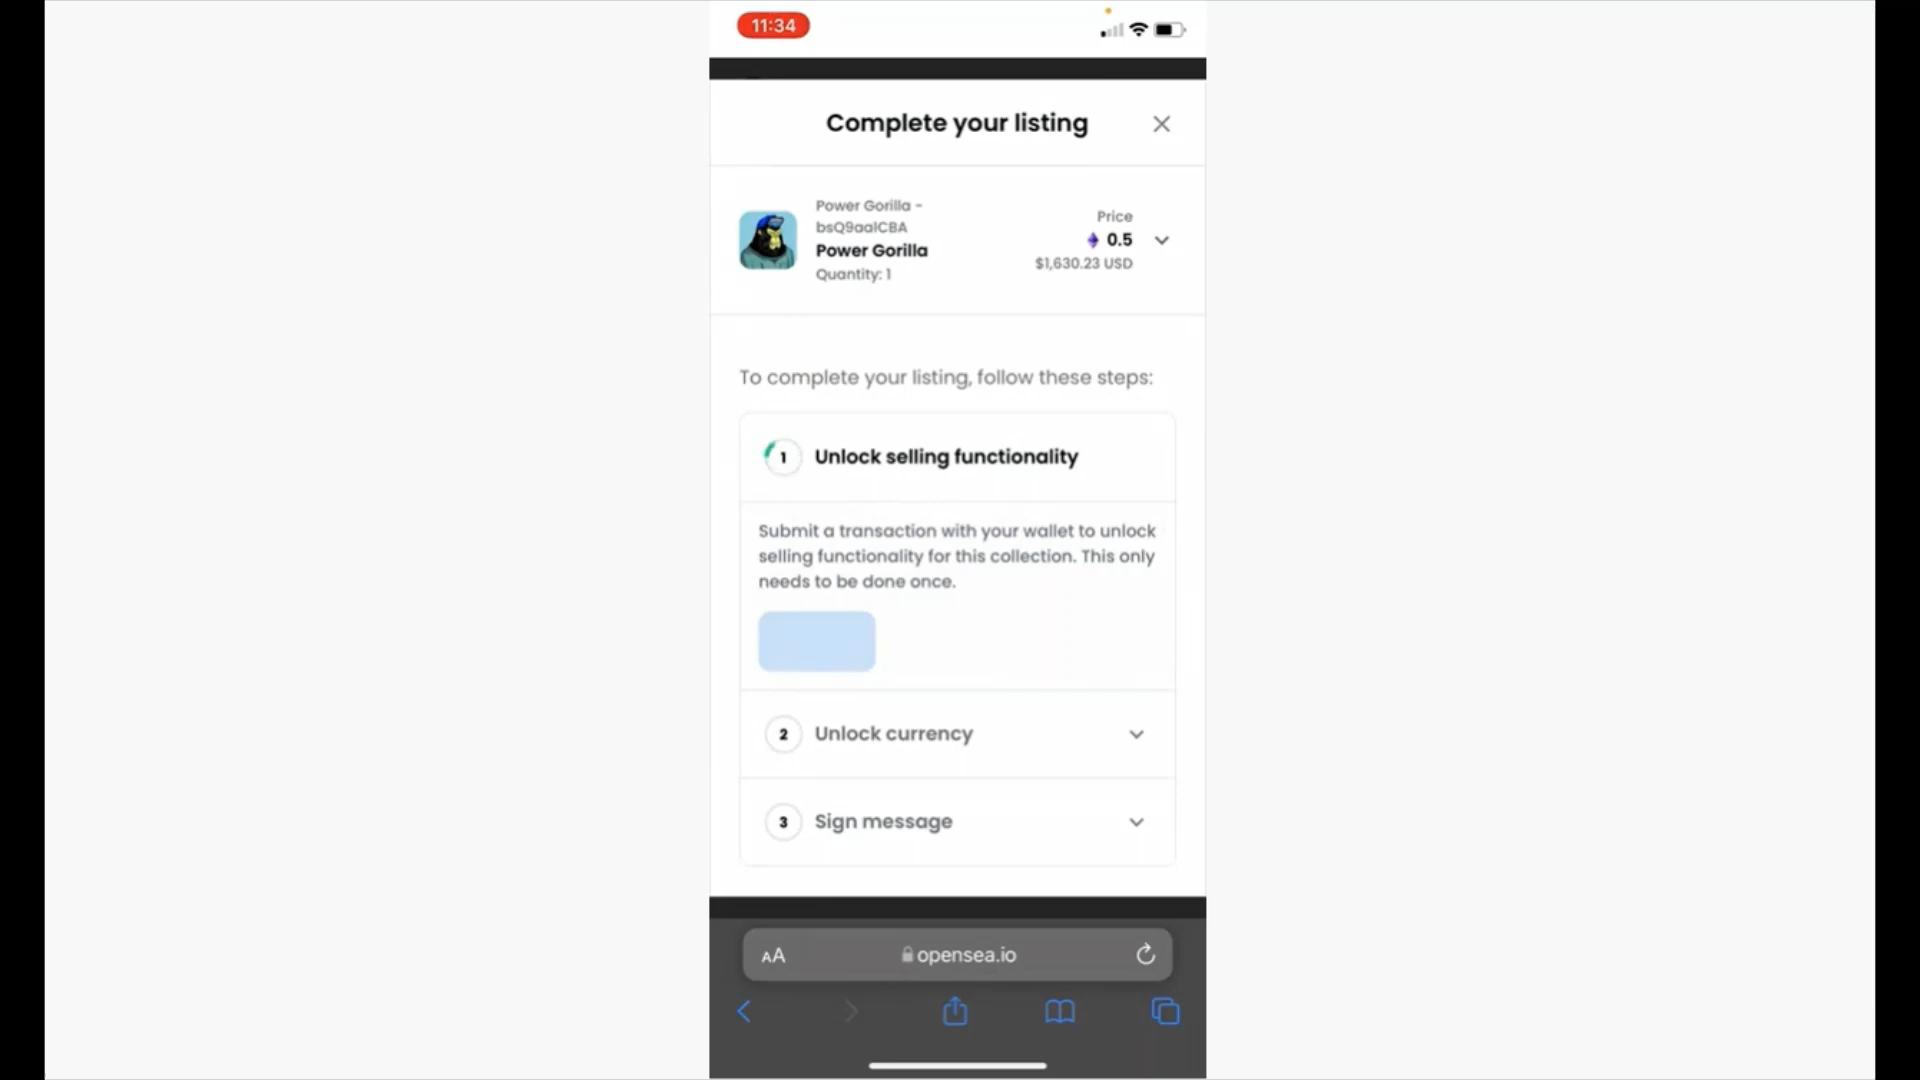 11:34
Complete your listing
Power Gorilla -
bsQ9aalCBA
Power Gorilla
Quantity: 1
Price
0.5
$1,630.23 USD
To complete your listing, follow these steps:
1 Unlock selling functionality
Submit a transaction with your wallet to unlock
selling functionality for this collection. This only
needs to be done once.
2 Unlock currency
3 Sign message
AA opensea.io